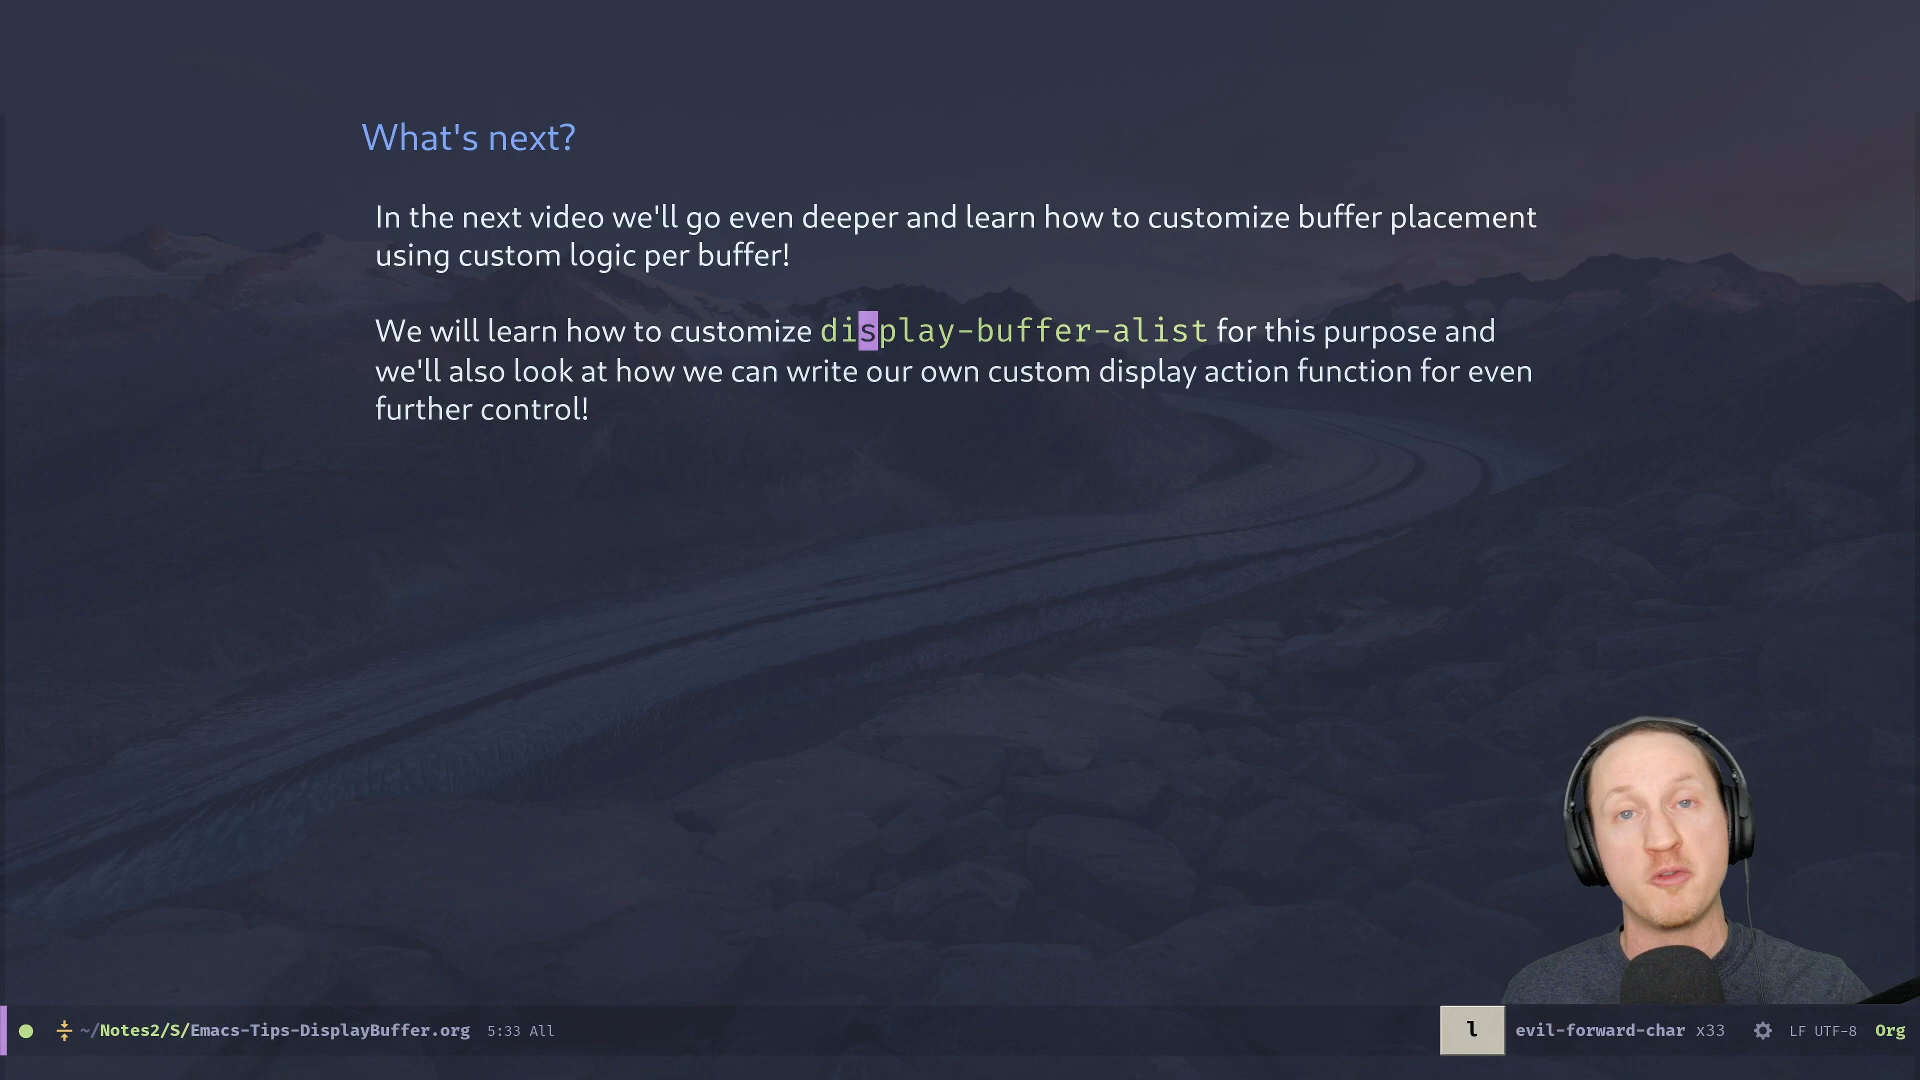 What's next?
In the next video we'll go even deeper and learn how to customize buffer placement
using custom logic per buffer!
We will learn how to customize display-buffer-alist for this purpose and
we'll also look at how we can write our own custom display action function for even
further control!
~/Notes2/S/Emacs-Tips-DisplayBuffer.org 5:33 All l evil-forward-char x33 LF UTF-8 Org